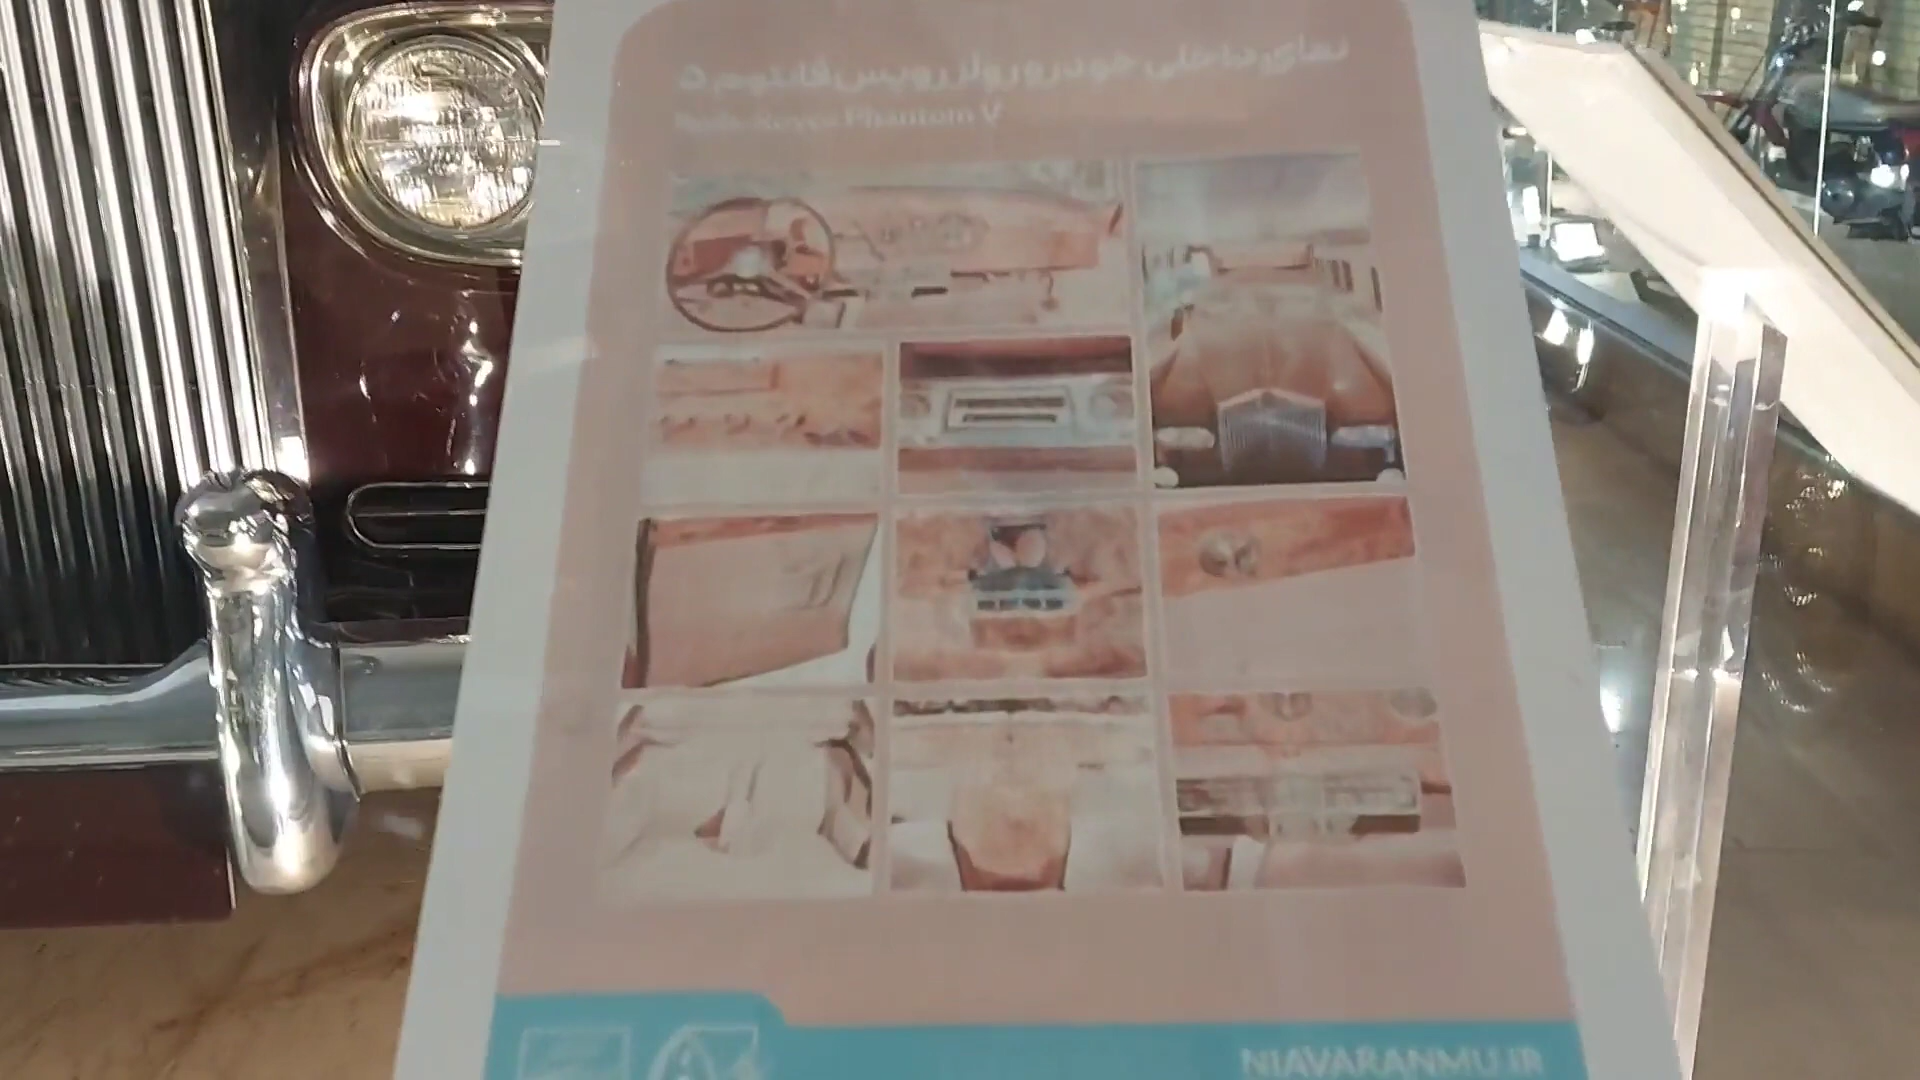 نمای داخلی خودرو رولز رویس فانتوم ۵
Rolls-Royce Phantom V
NIAVARANMU.IR